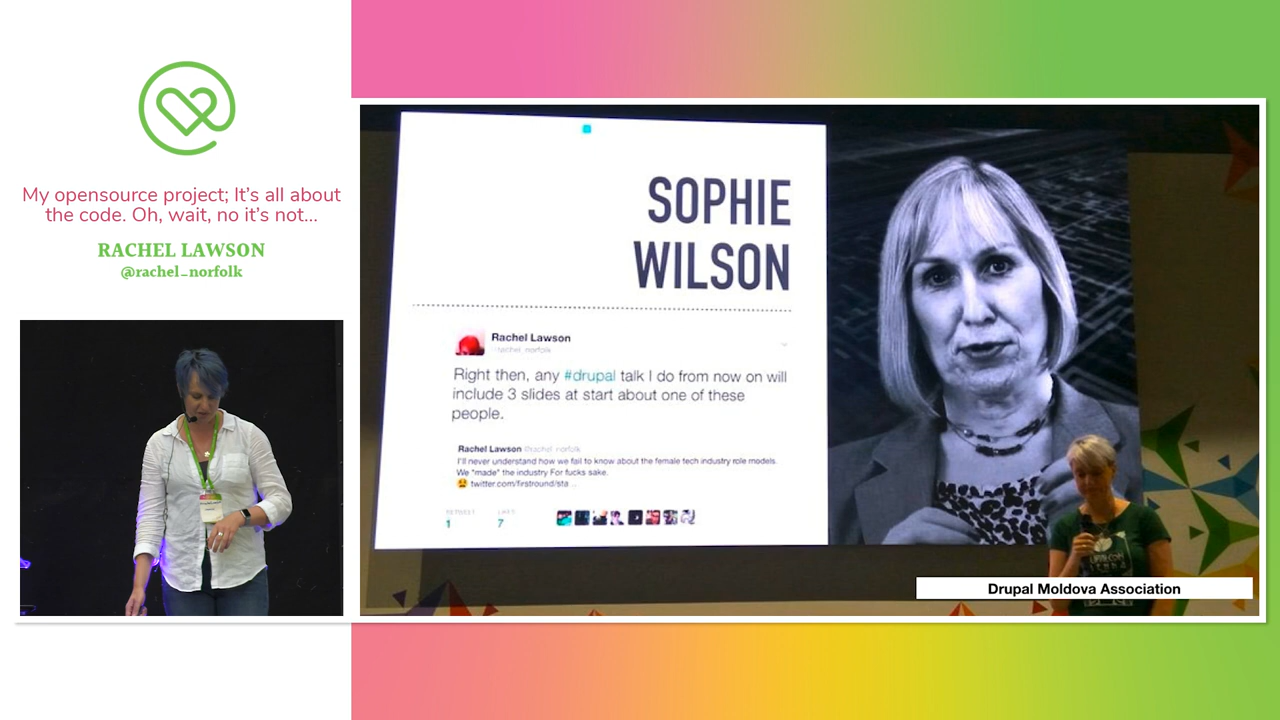 My opensource project; It's all about
the code. Oh, wait, no it's not...
RACHEL LAWSON
@rachel_norfolk
SOPHIE
WILSON
Rachel Lawson
rachel_norfolk
Right then, any #drupal talk I do from now on will
include 3 slides at start about one of these
people.
Rachel Lawson @rachel_norfolk
I'll never understand how we fail to know about the female tech industry role models.
We *made* the industry For fucks sake.
twitter.com/firstround/sta ...
RETWEET LIKES
1 7
Drupal Moldova Association